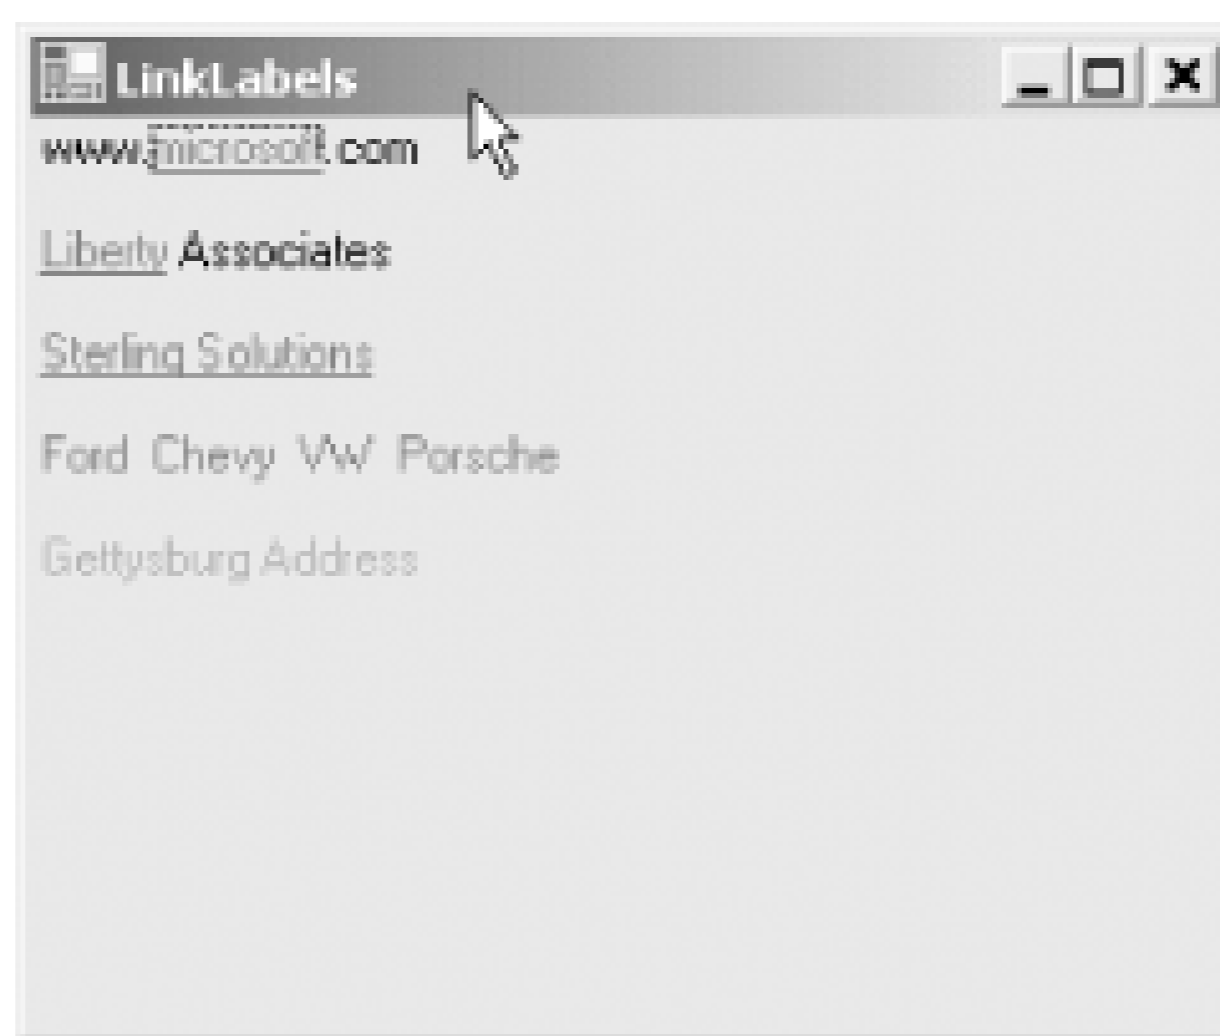 LinkLabels
www.microsoft.com
Liberty Associates
Sterling Solutions
Ford Chevy VW Porsche
Gettysburg Address